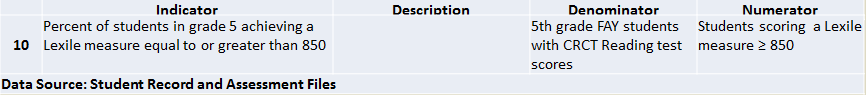 Indicator Description Denominator Numerator
10 Percent of students in grade 5 achieving a Lexile measure equal to or greater than 850
5th grade FAY students with CRCT Reading test scores
Students scoring a Lexile measure ≥ 850
Data Source: Student Record and Assessment Files